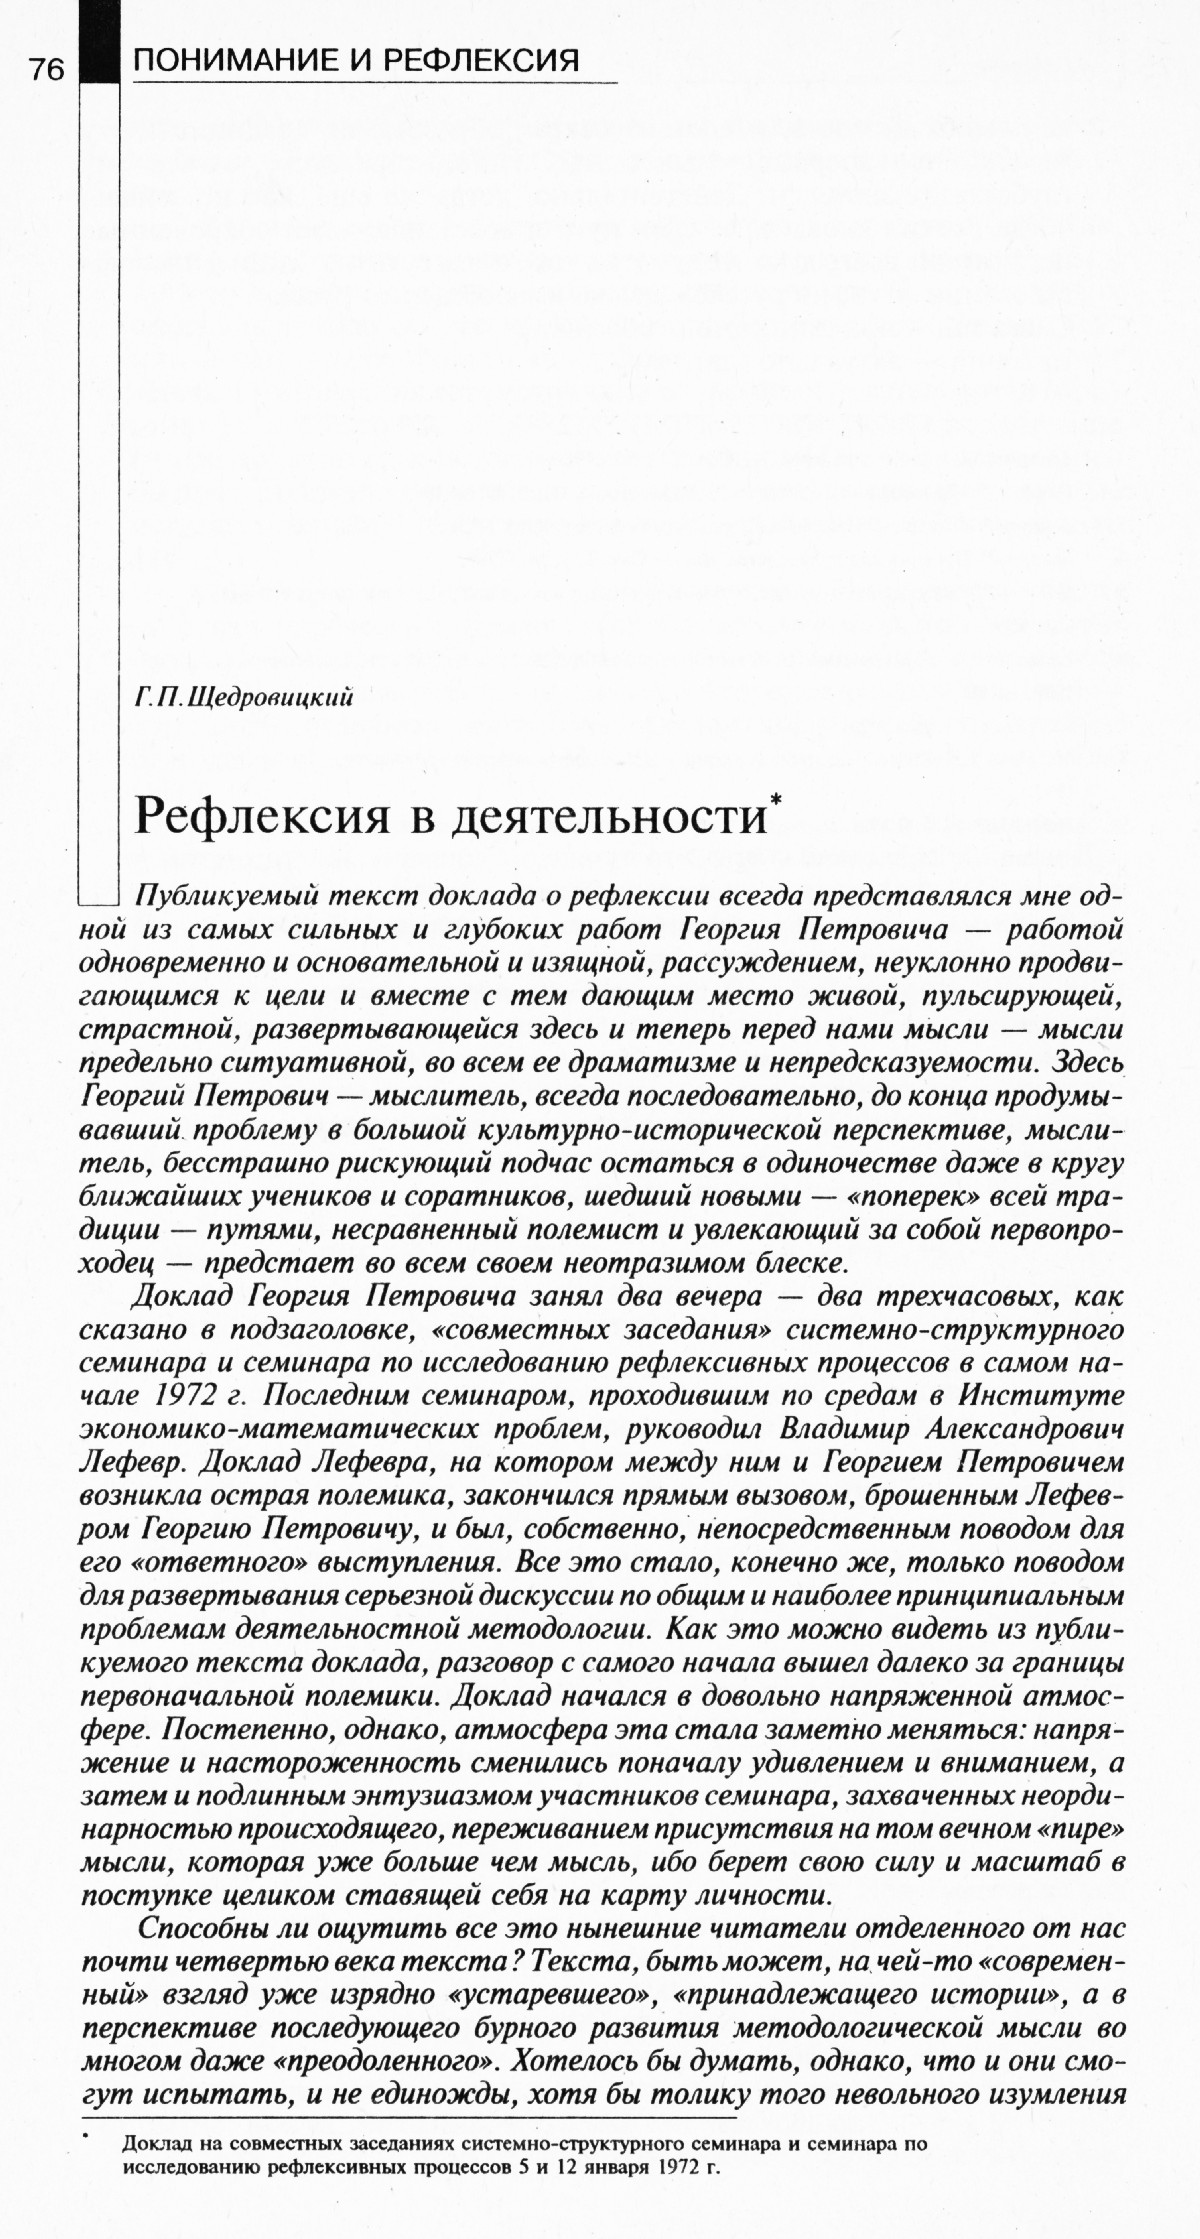 76
ПОНИМАНИЕ И РЕФЛЕКСИЯ
Г.П.Щедровицкий
Рефлексия в деятельности*
Публикуемый текст доклада о рефлексии всегда представлялся мне од-
ной из самых сильных и глубоких работ Георгия Петровича — работой
одновременно и основательной и изящной, рассуждением, неуклонно продви-
гающимся к цели и вместе с тем дающим место живой, пульсирующей,
страстной, развертывающейся здесь и теперь перед нами мысли — мысли
предельно ситуативной, во всем ее драматизме и непредсказуемости. Здесь
Георгий Петрович — мыслитель, всегда последовательно, до конца продумы-
вавший проблему в большой культурно-исторической перспективе, мысли-
тель, бесстрашно рискующий подчас остаться в одиночестве даже в кругу
ближайших учеников и соратников, шедший новыми — «поперек» всей тра-
диции — путями, несравненный полемист и увлекающий за собой первопро-
ходец — предстает во всем своем неотразимом блеске.
Доклад Георгия Петровича занял два вечера — два трехчасовых, как
сказано в подзаголовке, «совместных заседания» системно-структурного
семинара и семинара по исследованию рефлексивных процессов в самом на-
чале 1972 г. Последним семинаром, проходившим по средам в Институте
экономико-математических проблем, руководил Владимир Александрович
Лефевр. Доклад Лефевра, на котором между ним и Георгием Петровичем
возникла острая полемика, закончился прямым вызовом, брошенным Лефев-
ром Георгию Петровичу, и был, собственно, непосредственным поводом для
его «ответного» выступления. Все это стало, конечно же, только поводом
для развертывания серьезной дискуссии по общим и наиболее принципиальным
проблемам деятельностной методологии. Как это можно видеть из публи-
куемого текста доклада, разговор с самого начала вышел далеко за границы
первоначальной полемики. Доклад начался в довольно напряженной атмос-
фере. Постепенно, однако, атмосфера эта стала заметно меняться: напря-
жение и настороженность сменились поначалу удивлением и вниманием, а
затем и подлинным энтузиазмом участников семинара, захваченных неорди-
нарностью происходящего, переживанием присутствия на том вечном «пире»
мысли, которая уже больше чем мысль, ибо берет свою силу и масштаб в
поступке целиком ставящей себя на карту личности.
Способны ли ощутить все это нынешние читатели отделенного от нас
почти четвертью века текста? Текста, быть может, на чей-то «современ-
ный» взгляд уже изрядно «устаревшего», «принадлежащего истории», а в
перспективе последующего бурного развития методологической мысли во
многом даже «преодоленного». Хотелось бы думать, однако, что и они смо-
гут испытать, и не единожды, хотя бы толику того невольного изумления
* Доклад на совместных заседаниях системно-структурного семинара и семинара по
исследованию рефлексивных процессов 5 и 12 января 1972 г.